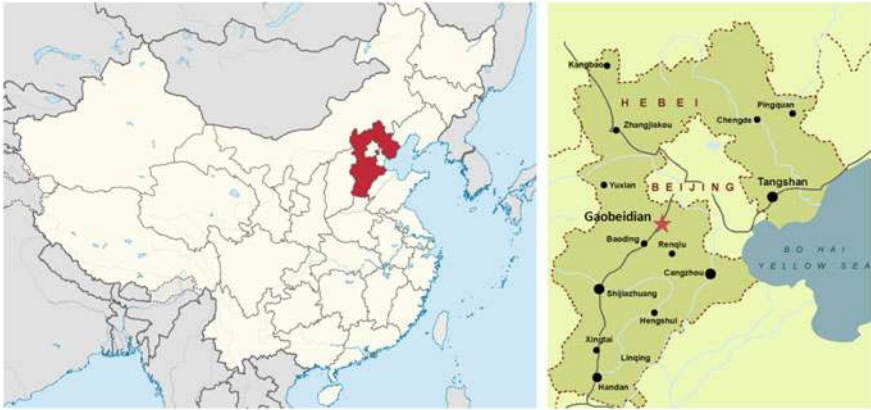 Kangbao
HEBEI
Pingquan
Chengde
Zhangjiakou
Yuxian
BEIJING
Tangshan
Gaobeidian
Baoding
Renqiu
BO HAI
YELLOW SEA
Cangzhou
Shijiazhuang
Hengshui
Xingtai
Linqing
Handan